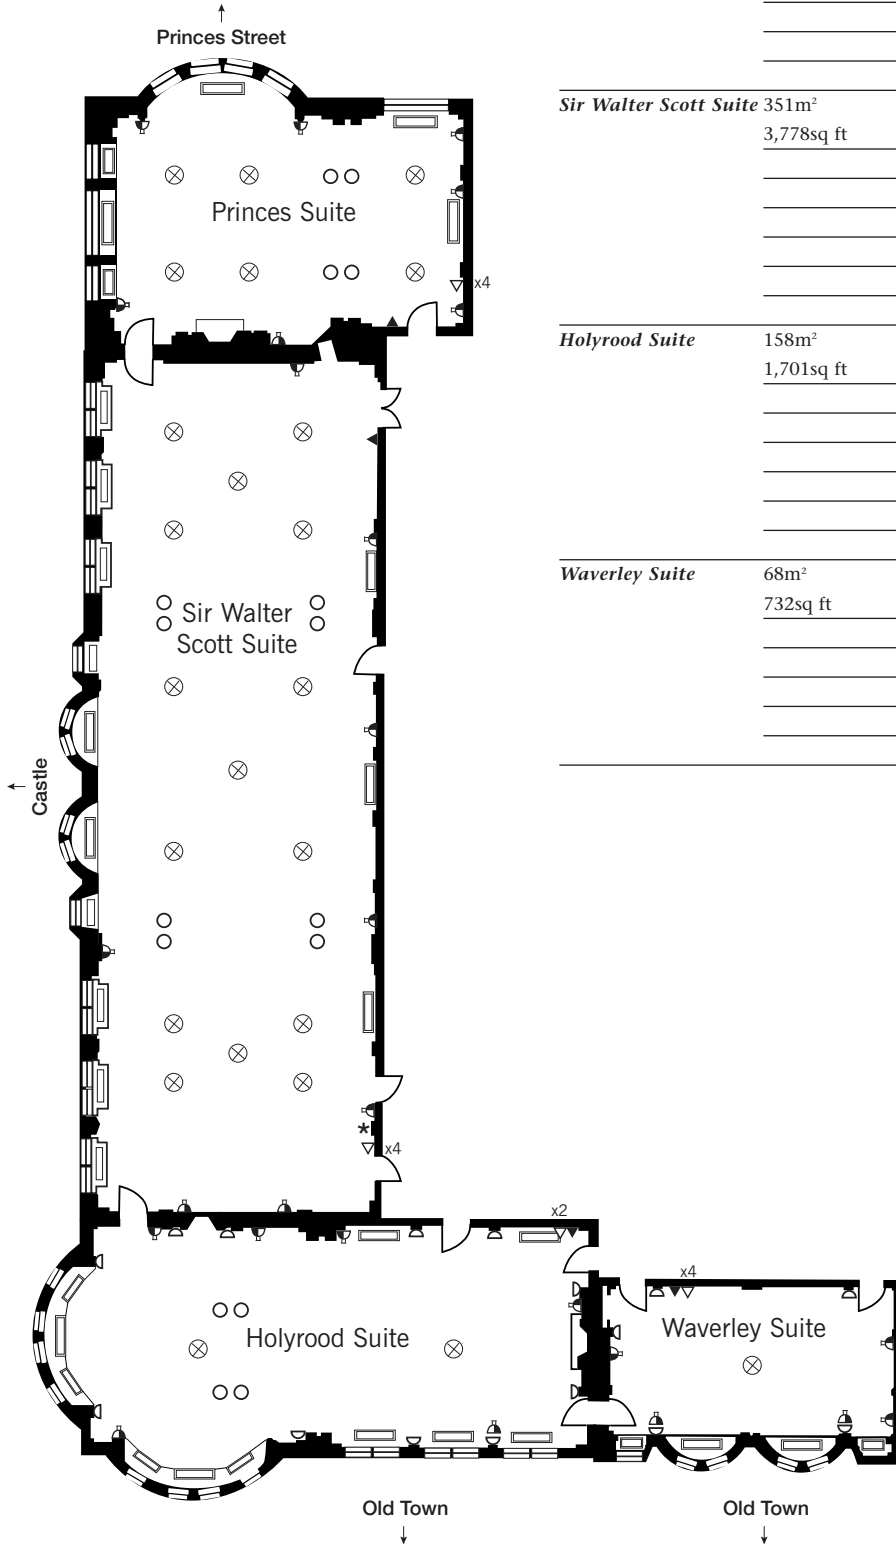 Princes Street
Sir Walter Scott Suite 351m²
3,778sq ft
Princes Suite
x4
Holyrood Suite 158m²
1,701sq ft
Waverley Suite 68m²
732sq ft
Sir Walter
Scott Suite
Castle
*
x4
x2
x4
Waverley Suite
Holyrood Suite
Old Town
Old Town